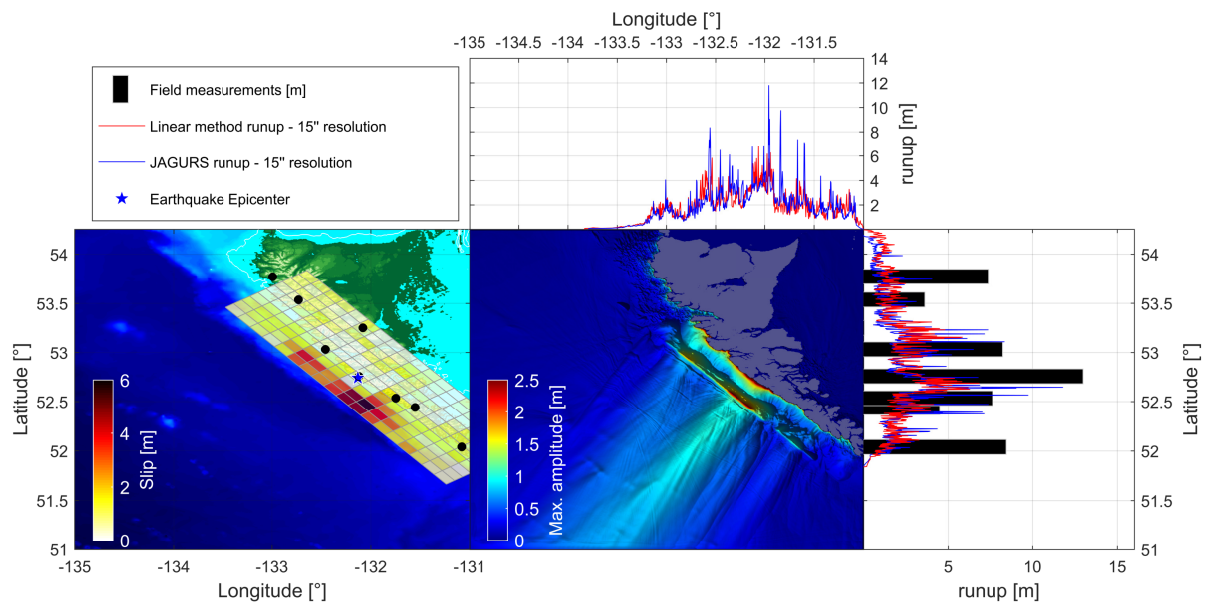 Longitude [°]
-135 -134.5 -134 -133.5 -133 -132.5 -132 -131.5
14
12
10
8
6
4
2
runup [m]
Field measurements [m]
Linear method runup - 15" resolution
JAGURS runup - 15" resolution
Earthquake Epicenter
54
53.5
53
52.5
52
51.5
51
Latitude [°]
6
4
2
0
Slip [m]
-135 -134 -133 -132 -131
Longitude [°]
2.5
2
1.5
1
0.5
0
Max. amplitude [m]
54
53.5
53
52.5
52
51.5
51
Latitude [°]
5 10 15
runup [m]